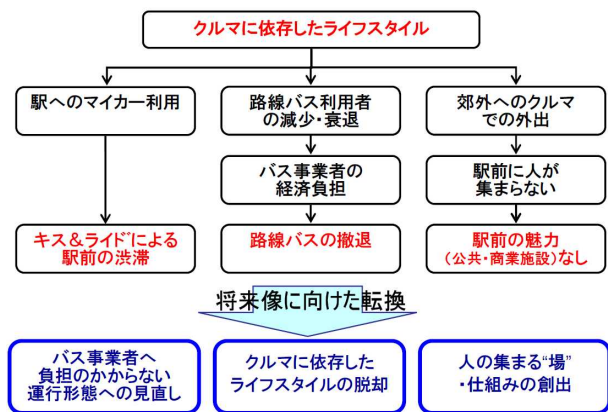 クルマに依存したライフスタイル
駅へのマイカー利用
路線バス利用者
の減少・衰退
郊外へのクルマ
での外出
バス事業者の
経済負担
駅前に人が
集まらない
キス&ライドによる
駅前の渋滞
路線バスの撤退
駅前の魅力
(公共・商業施設)なし
将来像に向けた転換
バス事業者へ
負担のかからない
運行形態への見直し
クルマに依存した
ライフスタイルの脱却
人の集まる“場”
・仕組みの創出